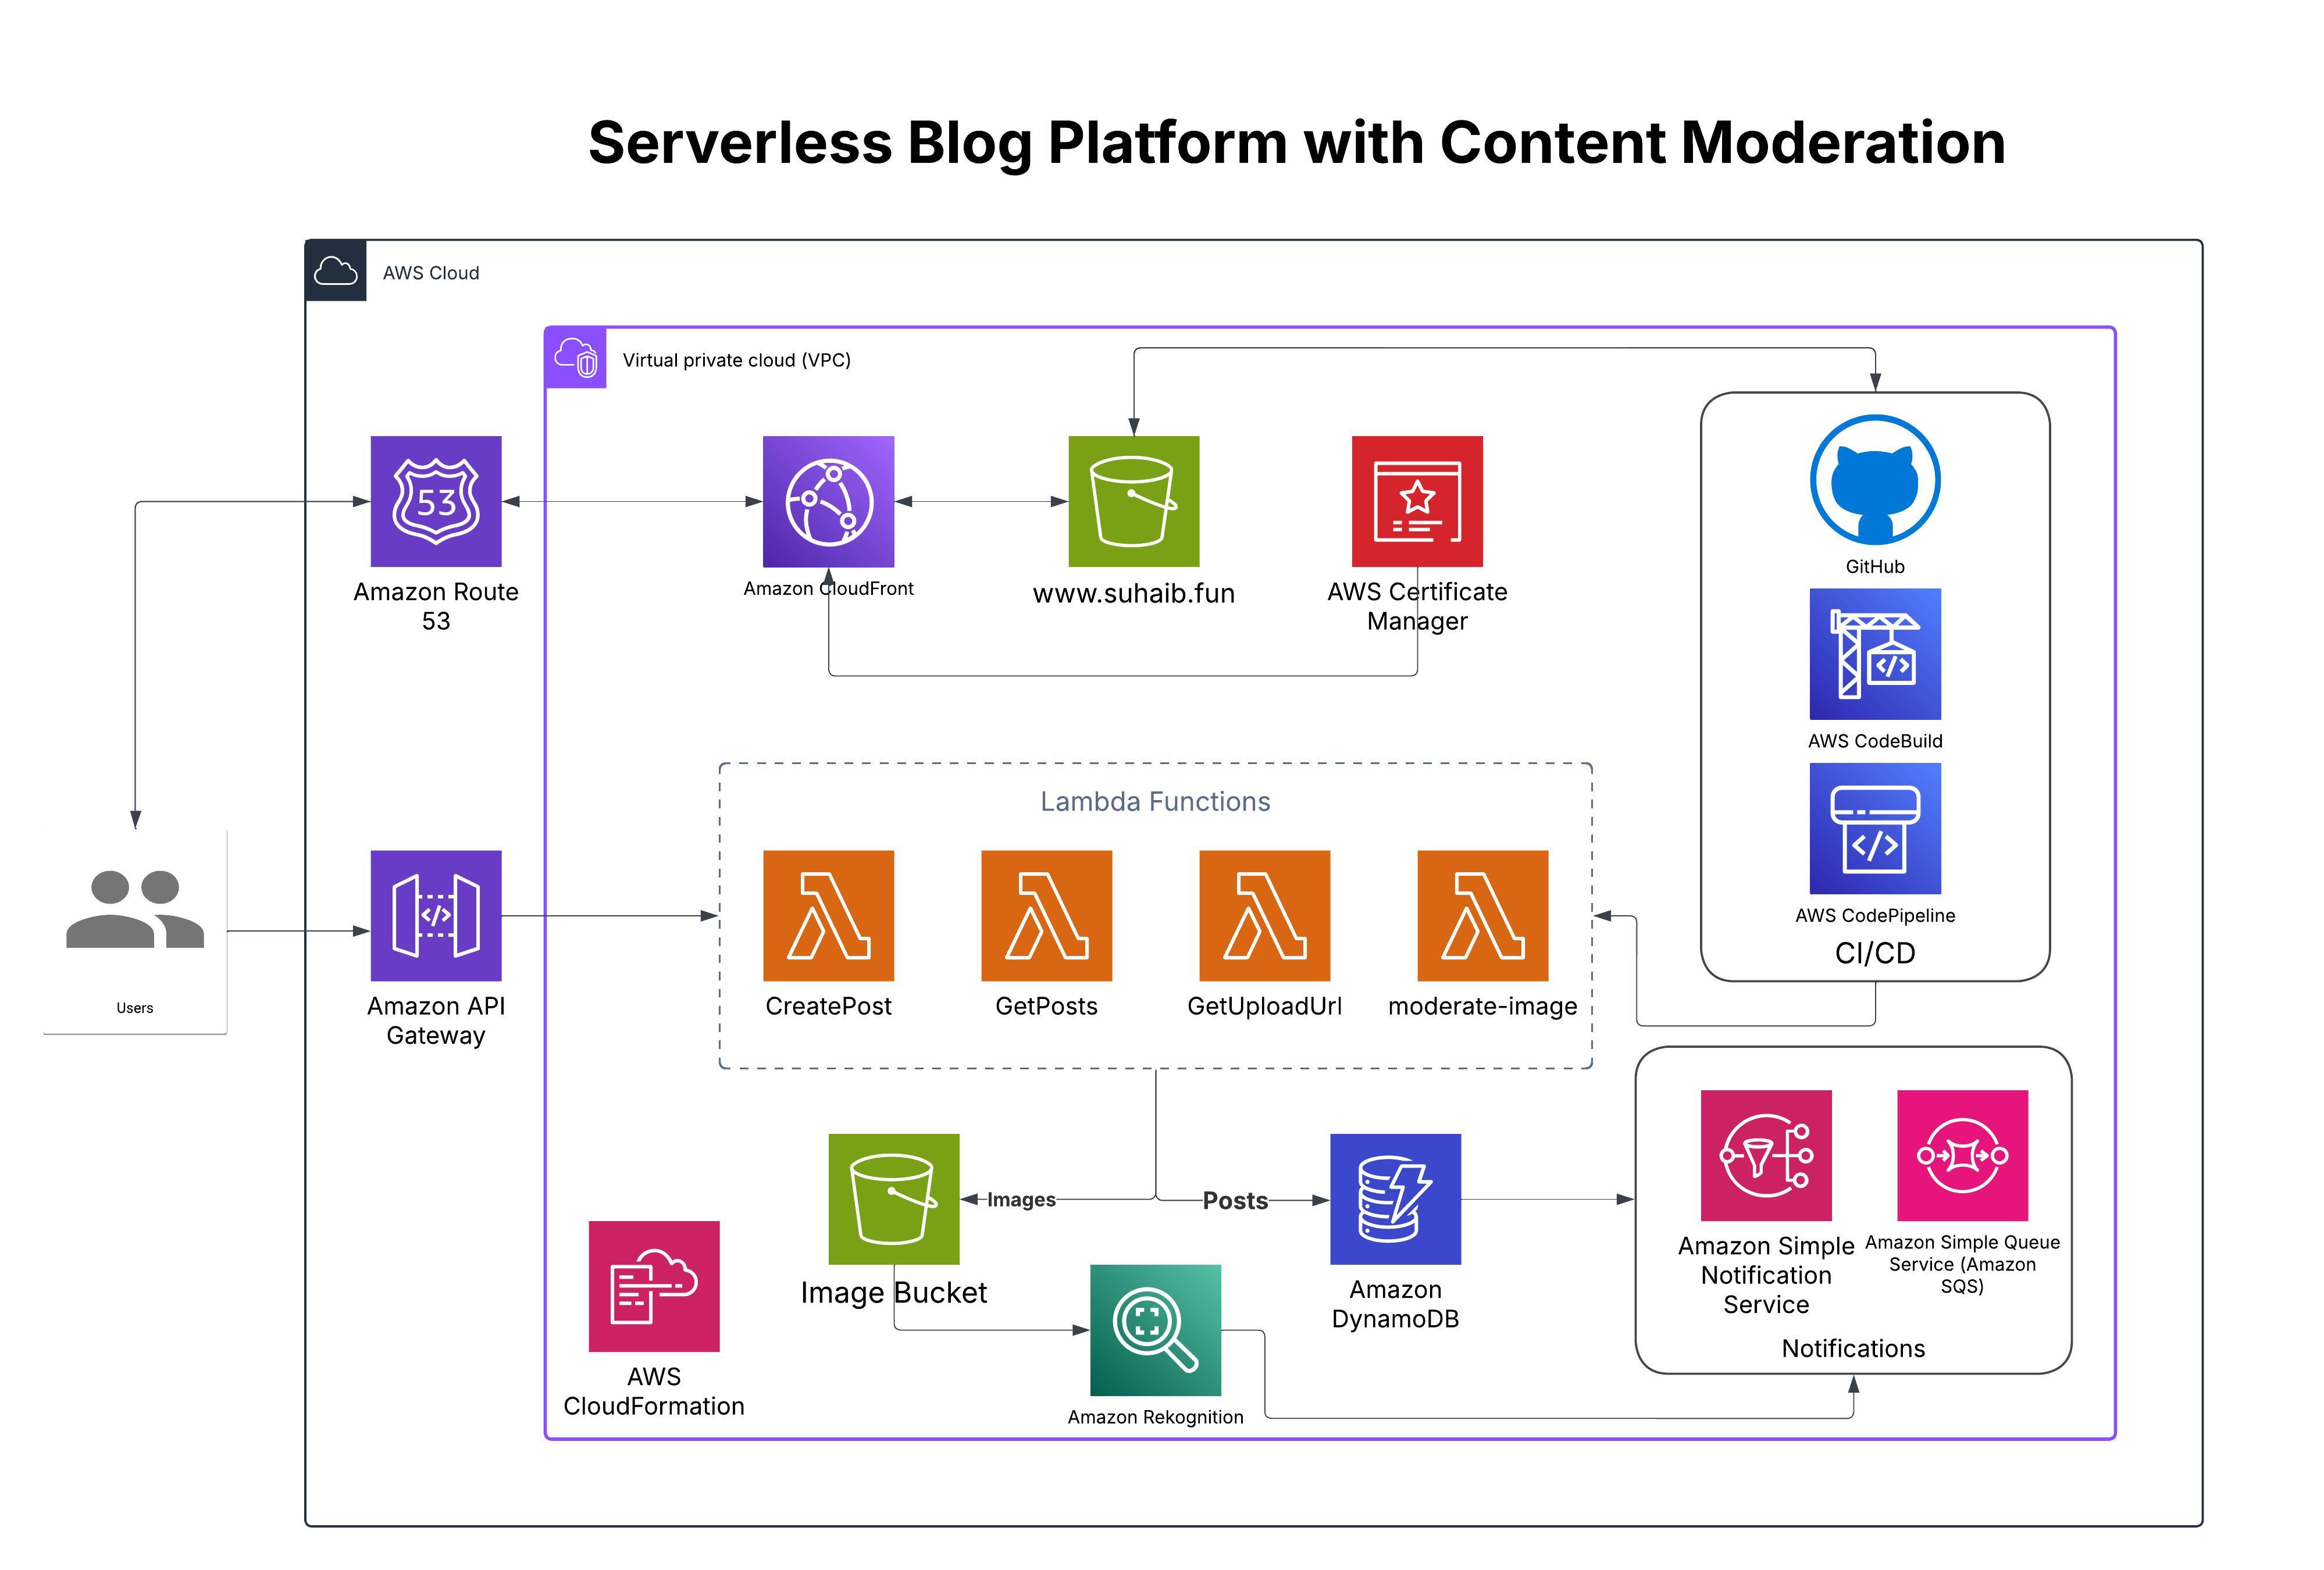 Serverless Blog Platform with Content Moderation
AWS Cloud
Virtual private cloud (VPC)
53
Amazon Route
53
Amazon CloudFront
www.suhaib.fun
AWS Certificate
Manager
GitHub
AWS CodeBuild
AWS CodePipeline
CI/CD
Users
Amazon API
Gateway
Lambda Functions
CreatePost
GetPosts
GetUploadUrl
moderate-image
Images
Posts
Image Bucket
Amazon
DynamoDB
Amazon Simple
Notification
Service
Amazon Simple Queue
Service (Amazon
SQS)
Notifications
AWS
CloudFormation
Amazon Rekognition